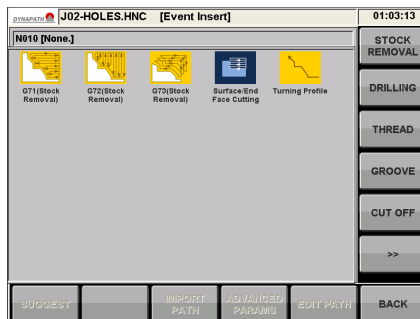 DYNAPATH J02-HOLES.HNC [Event Insert] 01:03:13
N010 [None.]
G71(Stock Removal)
G72(Stock Removal)
G73(Stock Removal)
Surface/End Face Cutting
Turning Profile
STOCK REMOVAL
DRILLING
THREAD
GROOVE
CUT OFF
>>
SUGGEST
IMPORT PATH
ADVANCED PARAMS
EDIT PATH
BACK